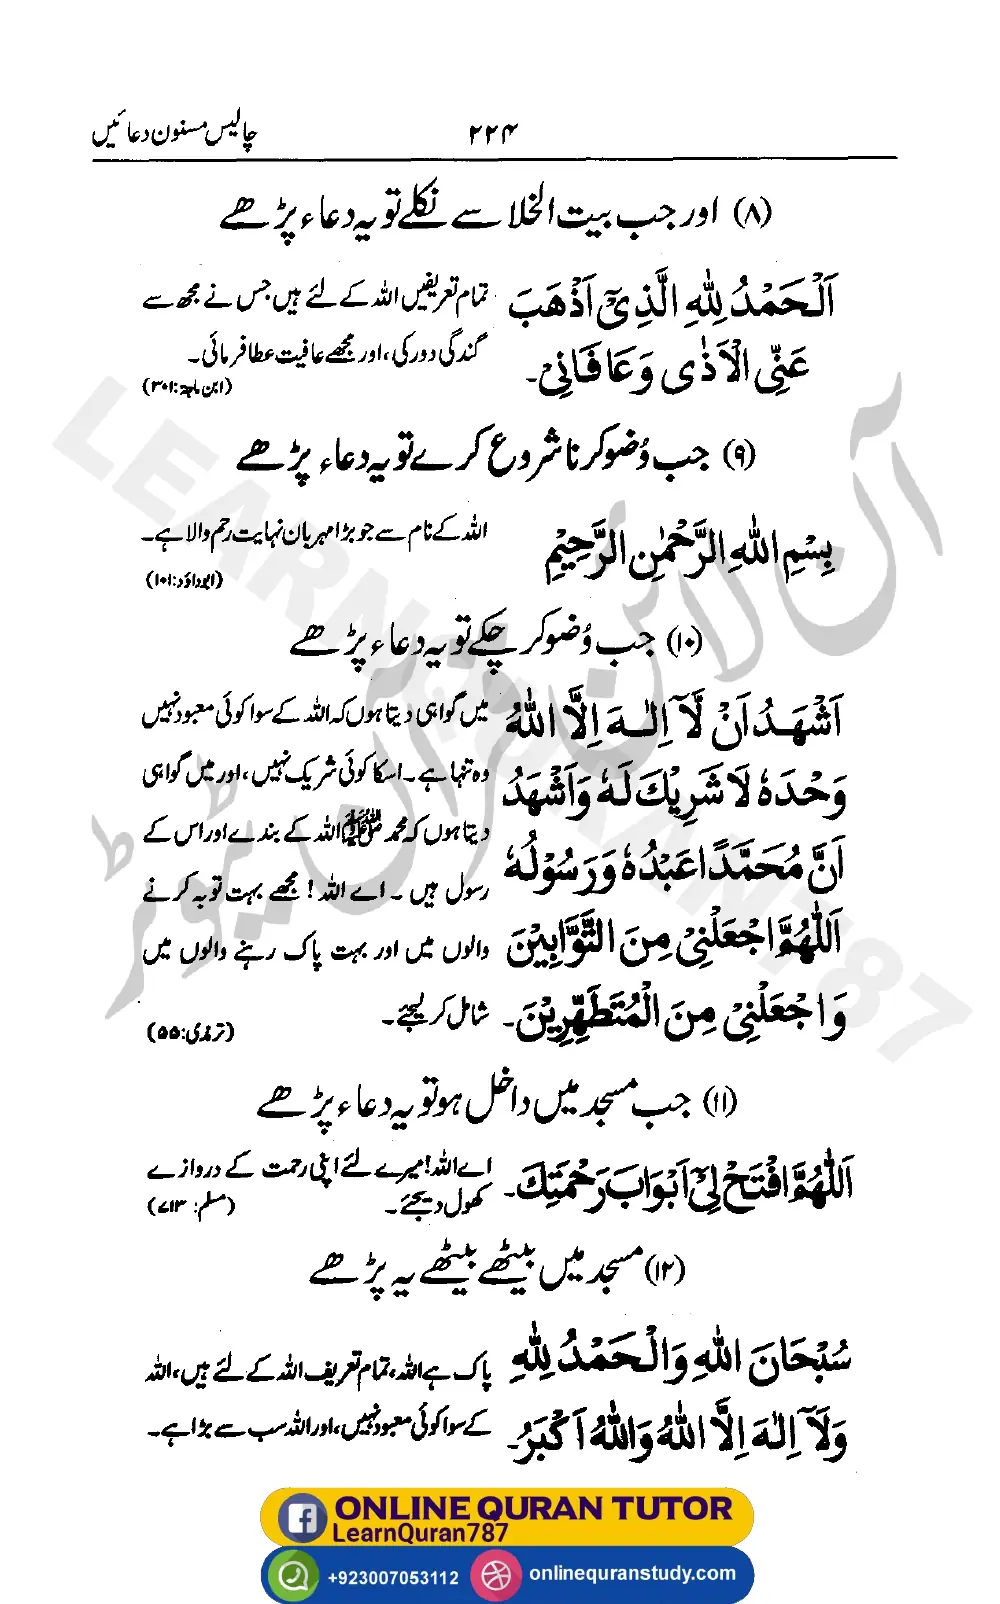 چالیس مسنون دعائیں ۲۲۴
(۸) اور جب بیت الخلا سے نکلے تو یہ دعاء پڑھے
اَلْحَمْدُ لِلّٰهِ الَّذِیْٓ اَذْهَبَ
عَنِّی الْاَذٰی وَعَافَانِیْ۔
تمام تعریفیں اللہ کے لئے ہیں جس نے مجھ سے
گندگی دور کی، اور مجھے عافیت عطا فرمائی۔
(ابن ماجہ: ۳۰۱)
(۹) جب وُضو کرنا شروع کرے تو یہ دعاء پڑھے
بِسْمِ اللّٰهِ الرَّحْمٰنِ الرَّحِيْمِ
اللہ کے نام سے جو بڑا مہربان نہایت رحم والا ہے۔
(ابوداؤد: ۱۰۱)
(۱۰) جب وُضو کر چکے تو یہ دعاء پڑھے
اَشْهَدُ اَنْ لَّآ اِلٰهَ اِلَّا اللّٰهُ
وَحْدَهٗ لَا شَرِيْكَ لَهٗ وَاَشْهَدُ
اَنَّ مُحَمَّدًا عَبْدُهٗ وَرَسُوْلُهٗ
اَللّٰهُمَّ اجْعَلْنِیْ مِنَ التَّوَّابِيْنَ
وَاجْعَلْنِیْ مِنَ الْمُتَطَهِّرِيْنَ۔
میں گواہی دیتا ہوں کہ اللہ کے سوا کوئی معبود نہیں
وہ تنہا ہے۔ اسکا کوئی شریک نہیں، اور میں گواہی
دیتا ہوں کہ محمد ﷺ اللہ کے بندے اور اس کے
رسول ہیں۔ اے اللہ! مجھے بہت توبہ کرنے
والوں میں اور بہت پاک رہنے والوں میں
شامل کر لیجئے۔
(ترمذی: ۵۵)
(۱۱) جب مسجد میں داخل ہو تو یہ دعاء پڑھے
اَللّٰهُمَّ افْتَحْ لِیْٓ اَبْوَابَ رَحْمَتِكَ۔
اے اللہ! میرے لئے اپنی رحمت کے دروازے
کھول دیجئے۔ (مسلم: ۷۱۳)
(۱۲) مسجد میں بیٹھے بیٹھے یہ پڑھے
سُبْحَانَ اللّٰهِ وَالْحَمْدُ لِلّٰهِ
وَلَآ اِلٰهَ اِلَّا اللّٰهُ وَاللّٰهُ اَكْبَرُ۔
پاک ہے اللہ، تمام تعریف اللہ کے لئے ہیں، اللہ
کے سوا کوئی معبود نہیں، اور اللہ سب سے بڑا ہے۔
آن لائن قرآن ٹیوٹر
LEARNQURAN787
ONLINE QURAN TUTOR
LearnQuran787
+923007053112 onlinequranstudy.com